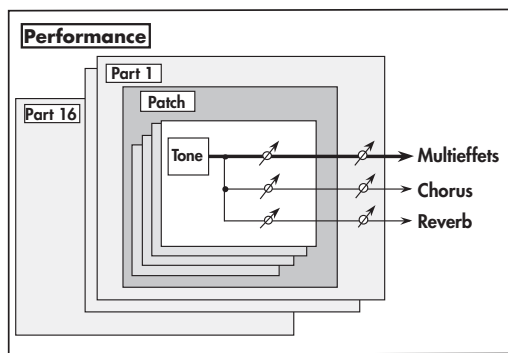 Performance
Part 1
Part 16
Patch
Tone
Multieffets
Chorus
Reverb